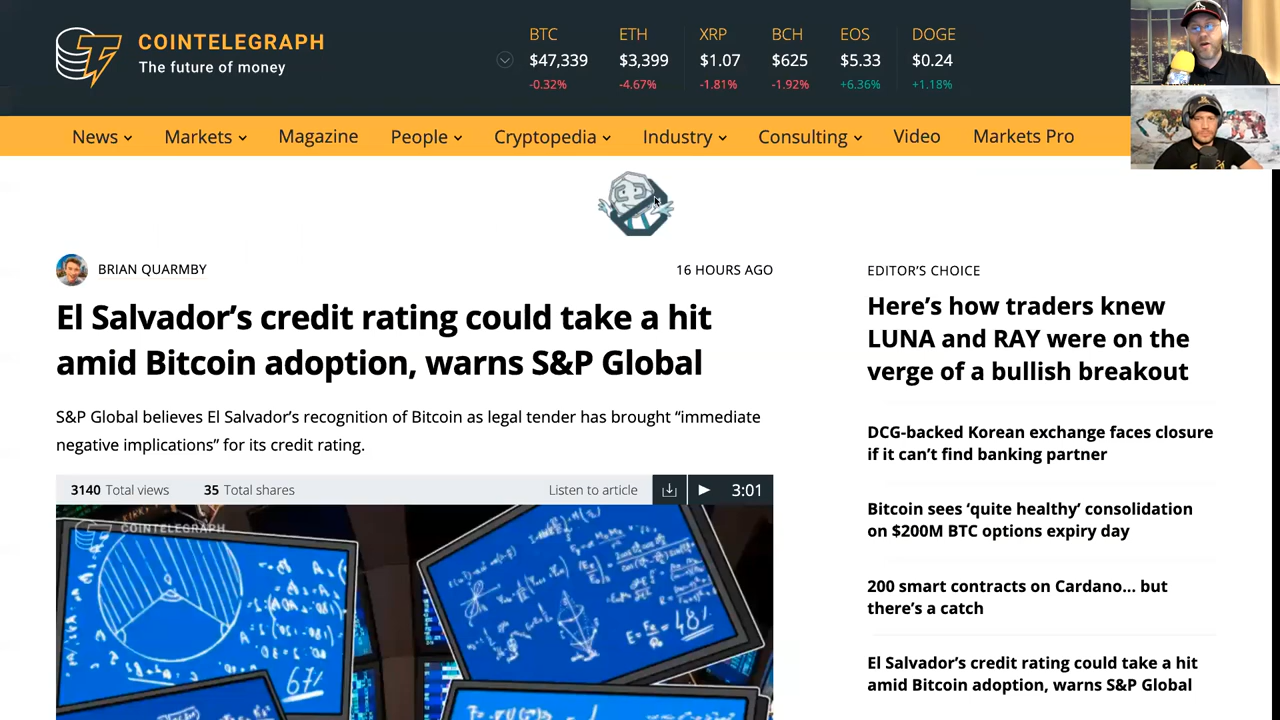 COINTELEGRAPH
The future of money
BTC ETH XRP BCH EOS DOGE
$47,339 $3,399 $1.07 $625 $5.33 $0.24
-0.32% -4.67% -1.81% -1.92% +6.36% +1.18%
News Markets Magazine People Cryptopedia Industry Consulting Video Markets Pro
BRIAN QUARMBY
16 HOURS AGO
El Salvador’s credit rating could take a hit
amid Bitcoin adoption, warns S&P Global
S&P Global believes El Salvador’s recognition of Bitcoin as legal tender has brought “immediate
negative implications” for its credit rating.
3140 Total views 35 Total shares Listen to article 3:01
COINTELEGRAPH
67%
48%
EDITOR’S CHOICE
Here’s how traders knew
LUNA and RAY were on the
verge of a bullish breakout
DCG-backed Korean exchange faces closure
if it can’t find banking partner
Bitcoin sees ‘quite healthy’ consolidation
on $200M BTC options expiry day
200 smart contracts on Cardano… but
there’s a catch
El Salvador’s credit rating could take a hit
amid Bitcoin adoption, warns S&P Global